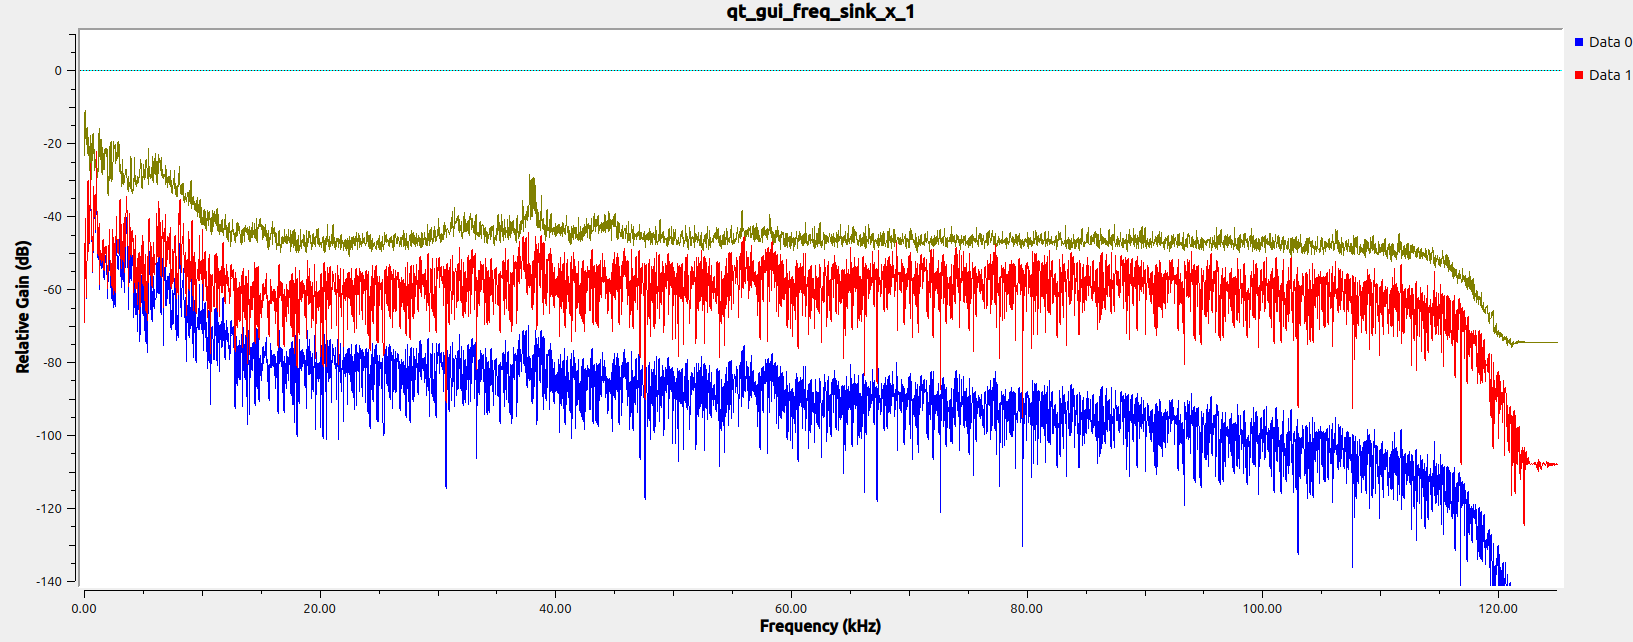 qt_gui_freq_sink_x_1
Data 0
Data 1
Relative Gain (dB)
0
-20
-40
-60
-80
-100
-120
-140
0.00 20.00 40.00 60.00 80.00 100.00 120.00
Frequency (kHz)